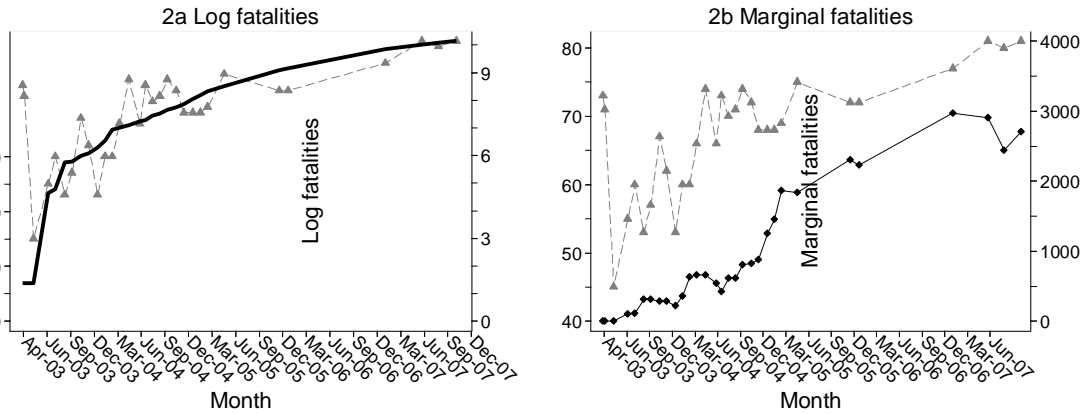 2a Log fatalities
2b Marginal fatalities
9
6
3
0
Log fatalities
80
70
60
50
40
4000
3000
2000
1000
0
Marginal fatalities
Apr-03
Jun-03
Sep-03
Dec-03
Mar-04
Jun-04
Sep-04
Dec-04
Mar-05
Jun-05
Sep-05
Dec-05
Mar-06
Jun-06
Sep-06
Dec-06
Mar-07
Jun-07
Sep-07
Dec-07
Apr-03
Jun-03
Sep-03
Dec-03
Mar-04
Jun-04
Sep-04
Dec-04
Mar-05
Jun-05
Sep-05
Dec-05
Mar-06
Jun-06
Sep-06
Dec-06
Mar-07
Jun-07
Month
Month